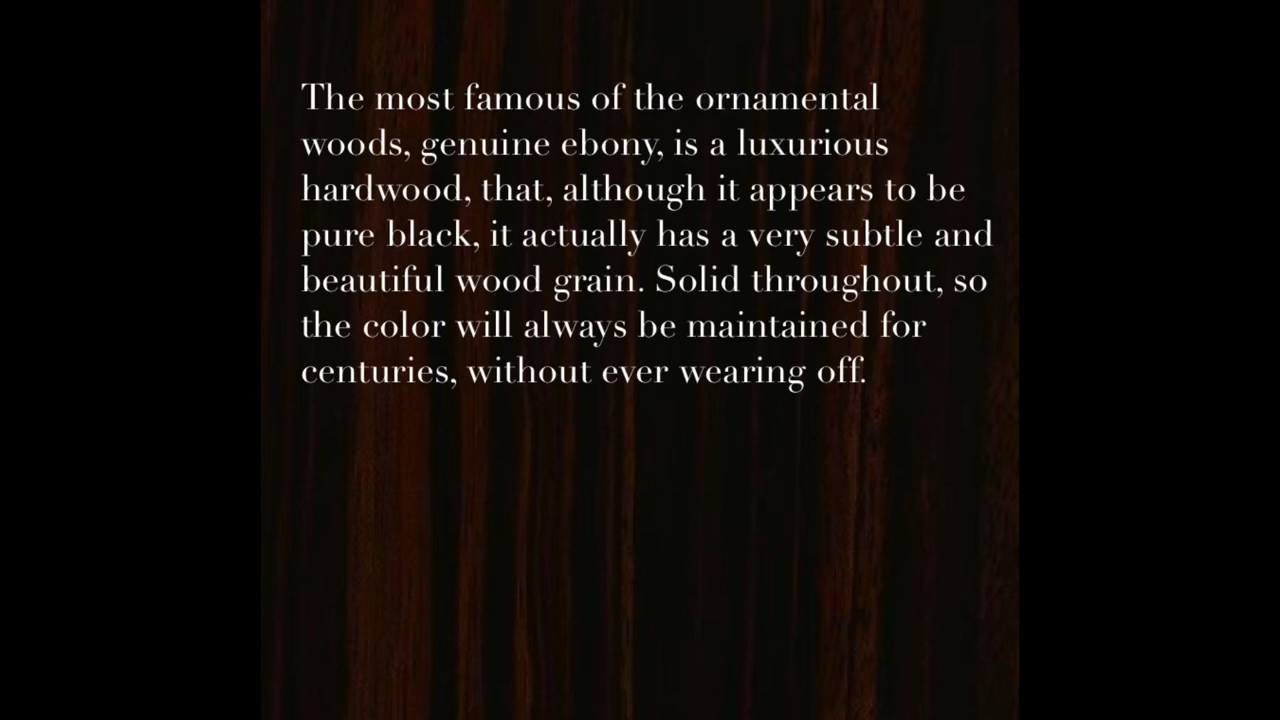 The most famous of the ornamental
woods, genuine ebony, is a luxurious
hardwood, that, although it appears to be
pure black, it actually has a very subtle and
beautiful wood grain. Solid throughout, so
the color will always be maintained for
centuries, without ever wearing off.